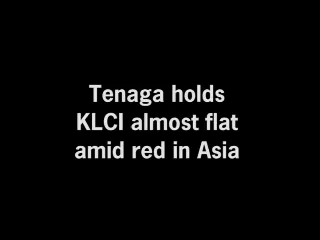 Tenaga holds
KLCI almost flat
amid red in Asia